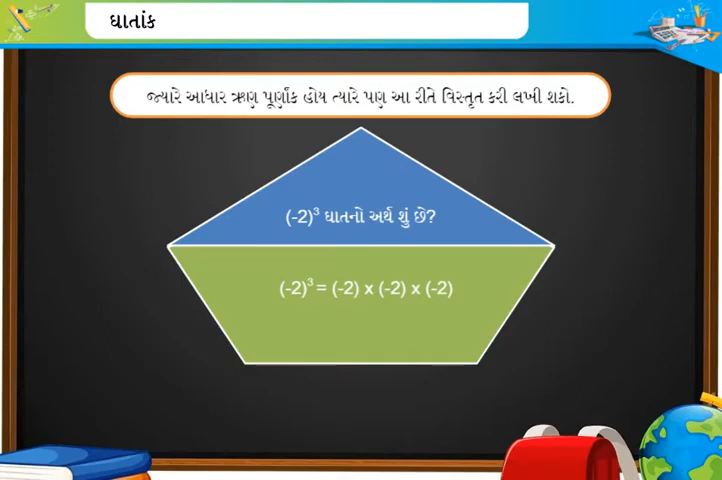 ઘાતાંક
જ્યારે આધાર ઋણ પૂર્ણાંક હોય ત્યારે પણ આ રીતે વિસ્તૃત કરી લખી શકો.
(-2)³ ઘાતનો અર્થ શું છે?
(-2)³ = (-2) x (-2) x (-2)